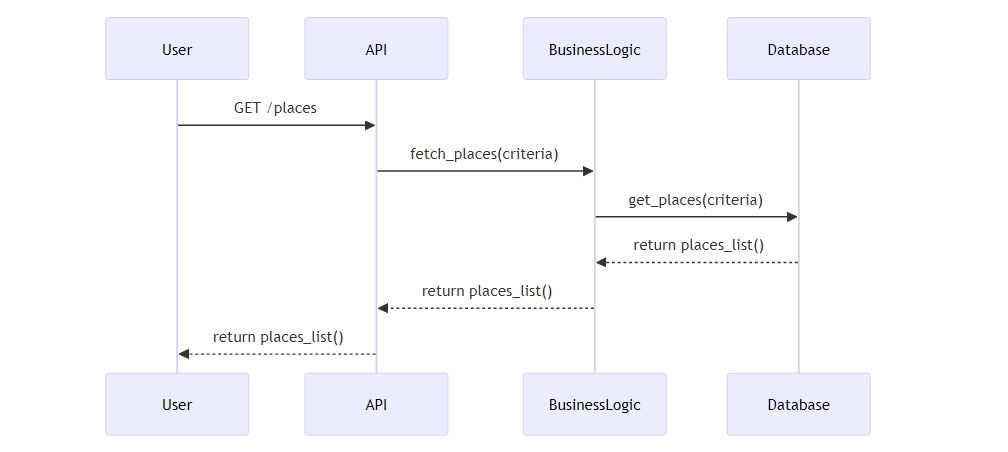 User API BusinessLogic Database
GET /places
fetch_places(criteria)
get_places(criteria)
return places_list()
return places_list()
return places_list()
User API BusinessLogic Database